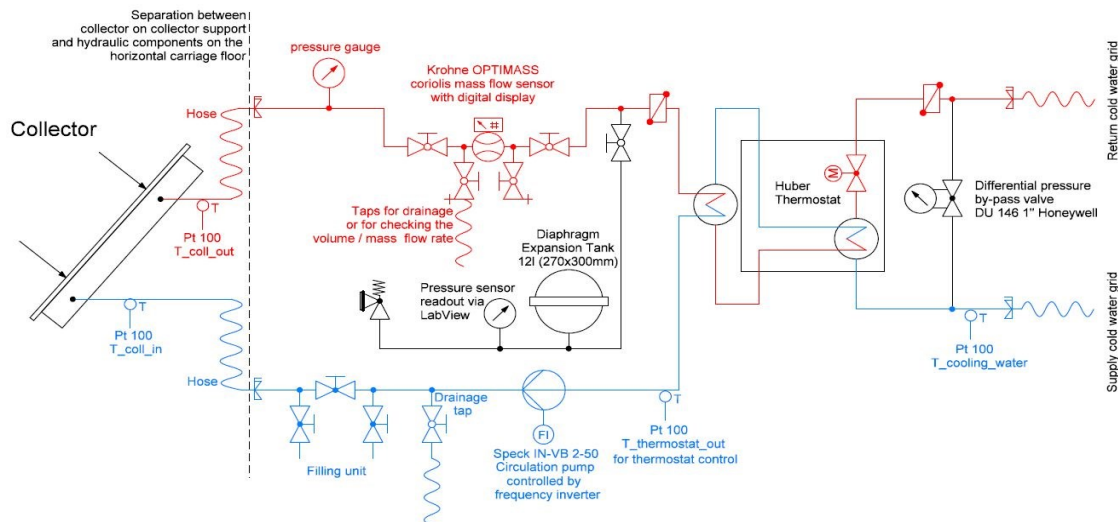 Separation between
collector on collector support
and hydraulic components on the
horizontal carriage floor
pressure gauge
Krohne OPTIMASS
coriolis mass flow sensor
with digital display
#
Hose
Collector
T
Pt 100
T_coll_out
Taps for drainage
or for checking the
volume / mass flow rate
Diaphragm
Expansion Tank
12l (270x300mm)
Pressure sensor
readout via
LabView
M
Huber
Thermostat
Differential pressure
by-pass valve
DU 146 1" Honeywell
Return cold water grid
Supply cold water grid
T
Pt 100
T_coll_in
Hose
Filling unit
Drainage
tap
FI
Speck IN-VB 2-50
Circulation pump
controlled by
frequency inverter
T
Pt 100
T_thermostat_out
for thermostat control
T
Pt 100
T_cooling_water